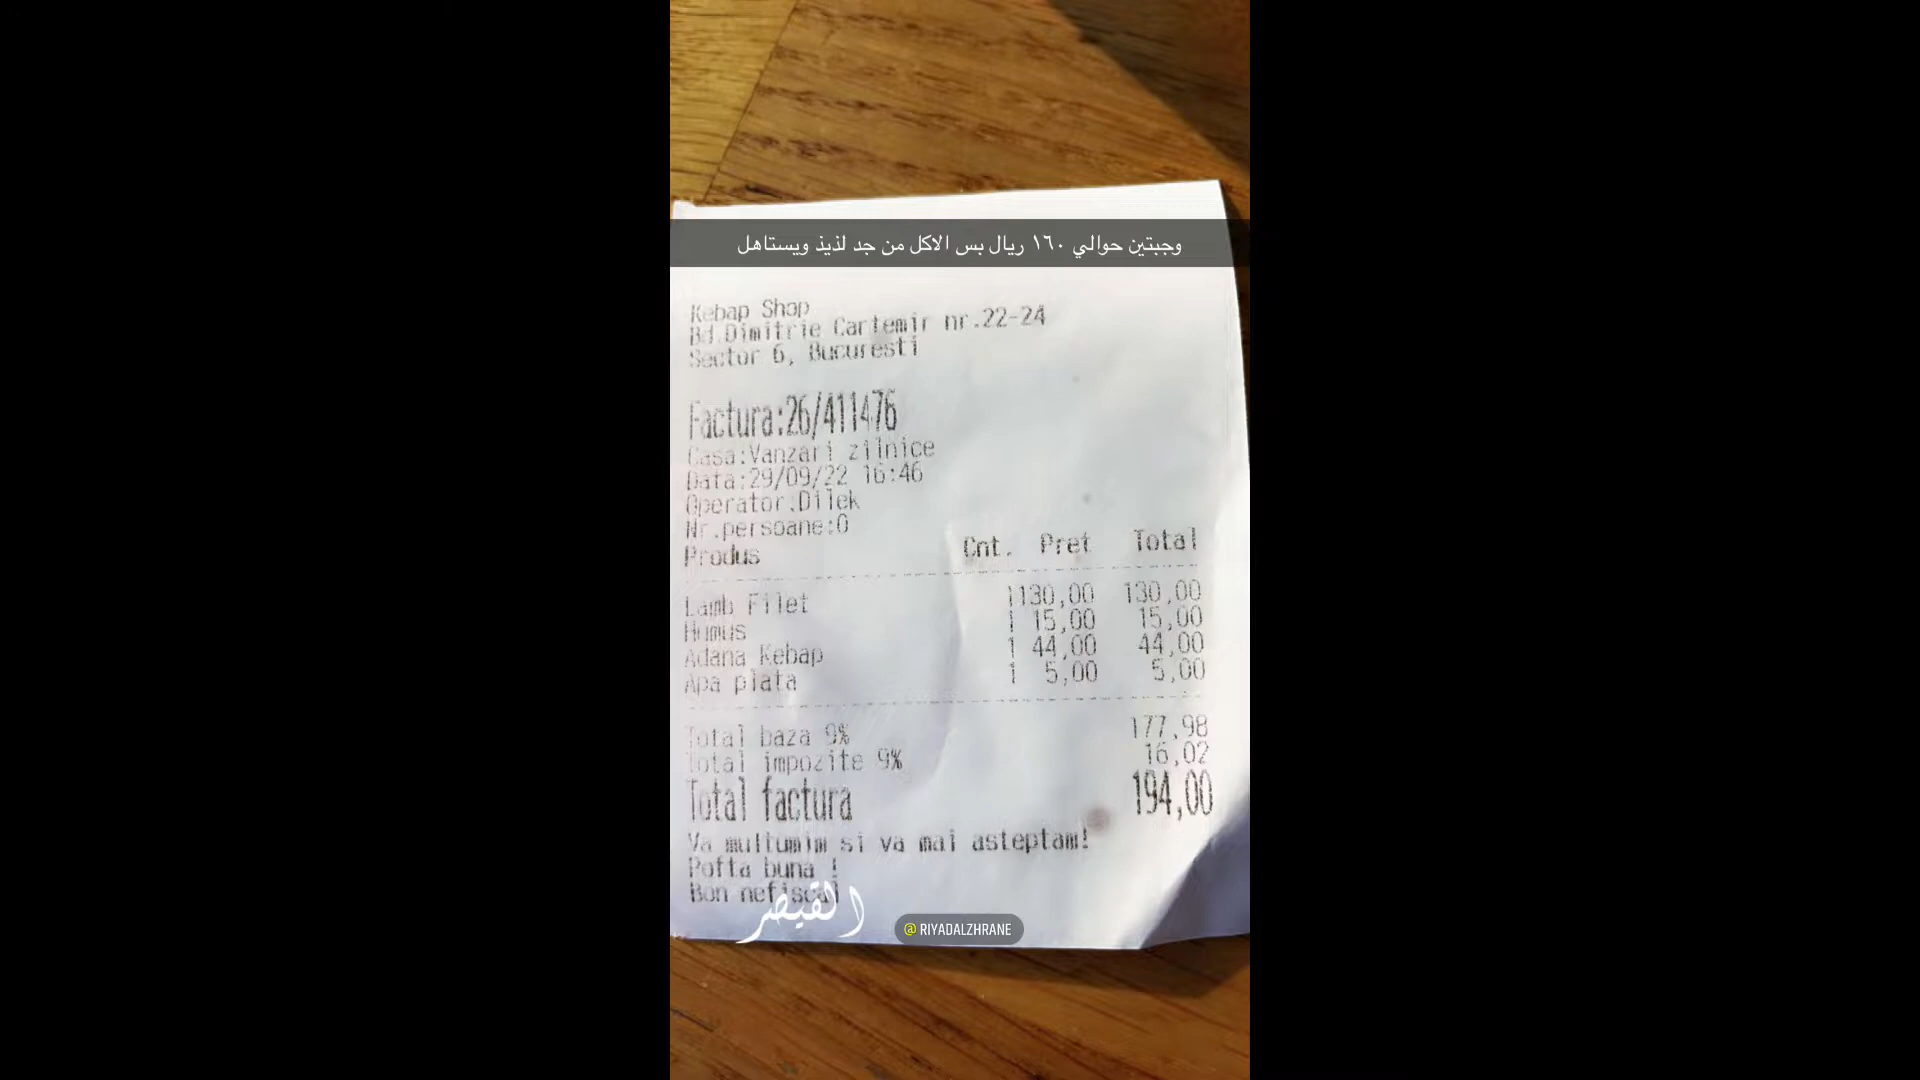 وجبتين حوالي ١٦٠ ريال بس الاكل من جد لذيذ ويستاهل
Kebap Shop
Bd.Dimitrie Cartemir nr.22-24
Sector 6, Bucuresti
Factura:26/411476
Casa:Vanzari zilnice
Data:29/09/22 16:46
Operator:Dilek
Nr.persoane:0
Produs Cnt. Pret Total
Lamb Filet 1 130,00 130,00
Humus 1 15,00 15,00
Adana Kebap 1 44,00 44,00
Apa plata 1 5,00 5,00
Total baza 9% 177,98
Total impozite 9% 16,02
Total factura 194,00
Va multumim si va mai asteptam!
Pofta buna !
Bon nefiscal
القيصر
@ RIYADALZHRANE